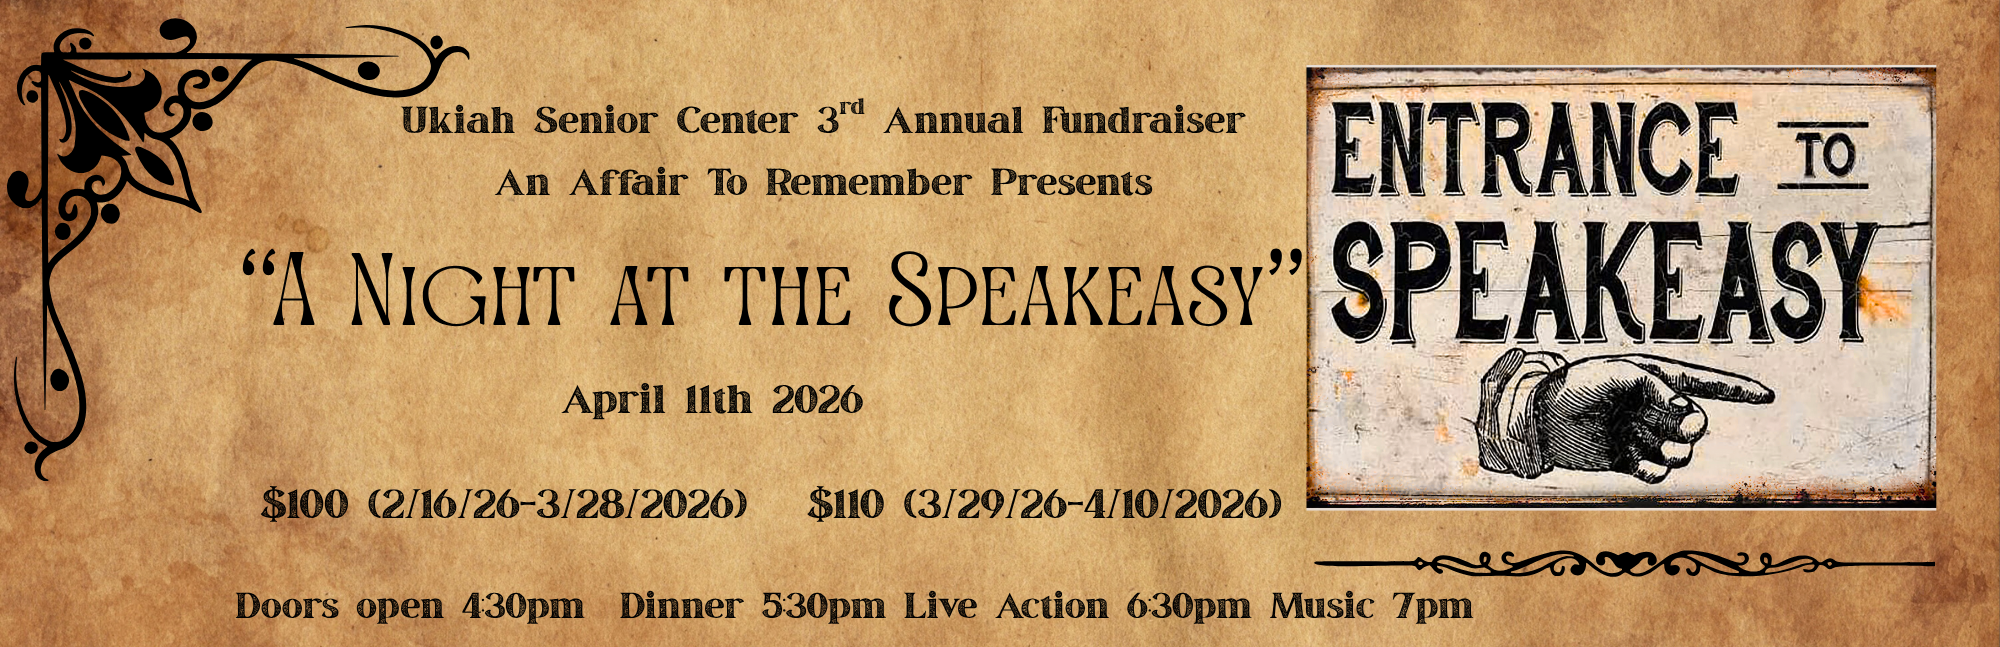 Ukiah Senior Center 3rd Annual Fundraiser
An Affair To Remember Presents
“A Night at the Speakeasy”
April 11th 2026
$100 (2/16/26-3/28/2026) $110 (3/29/26-4/10/2026)
Doors open 4:30pm Dinner 5:30pm Live Action 6:30pm Music 7pm
ENTRANCE TO
SPEAKEASY